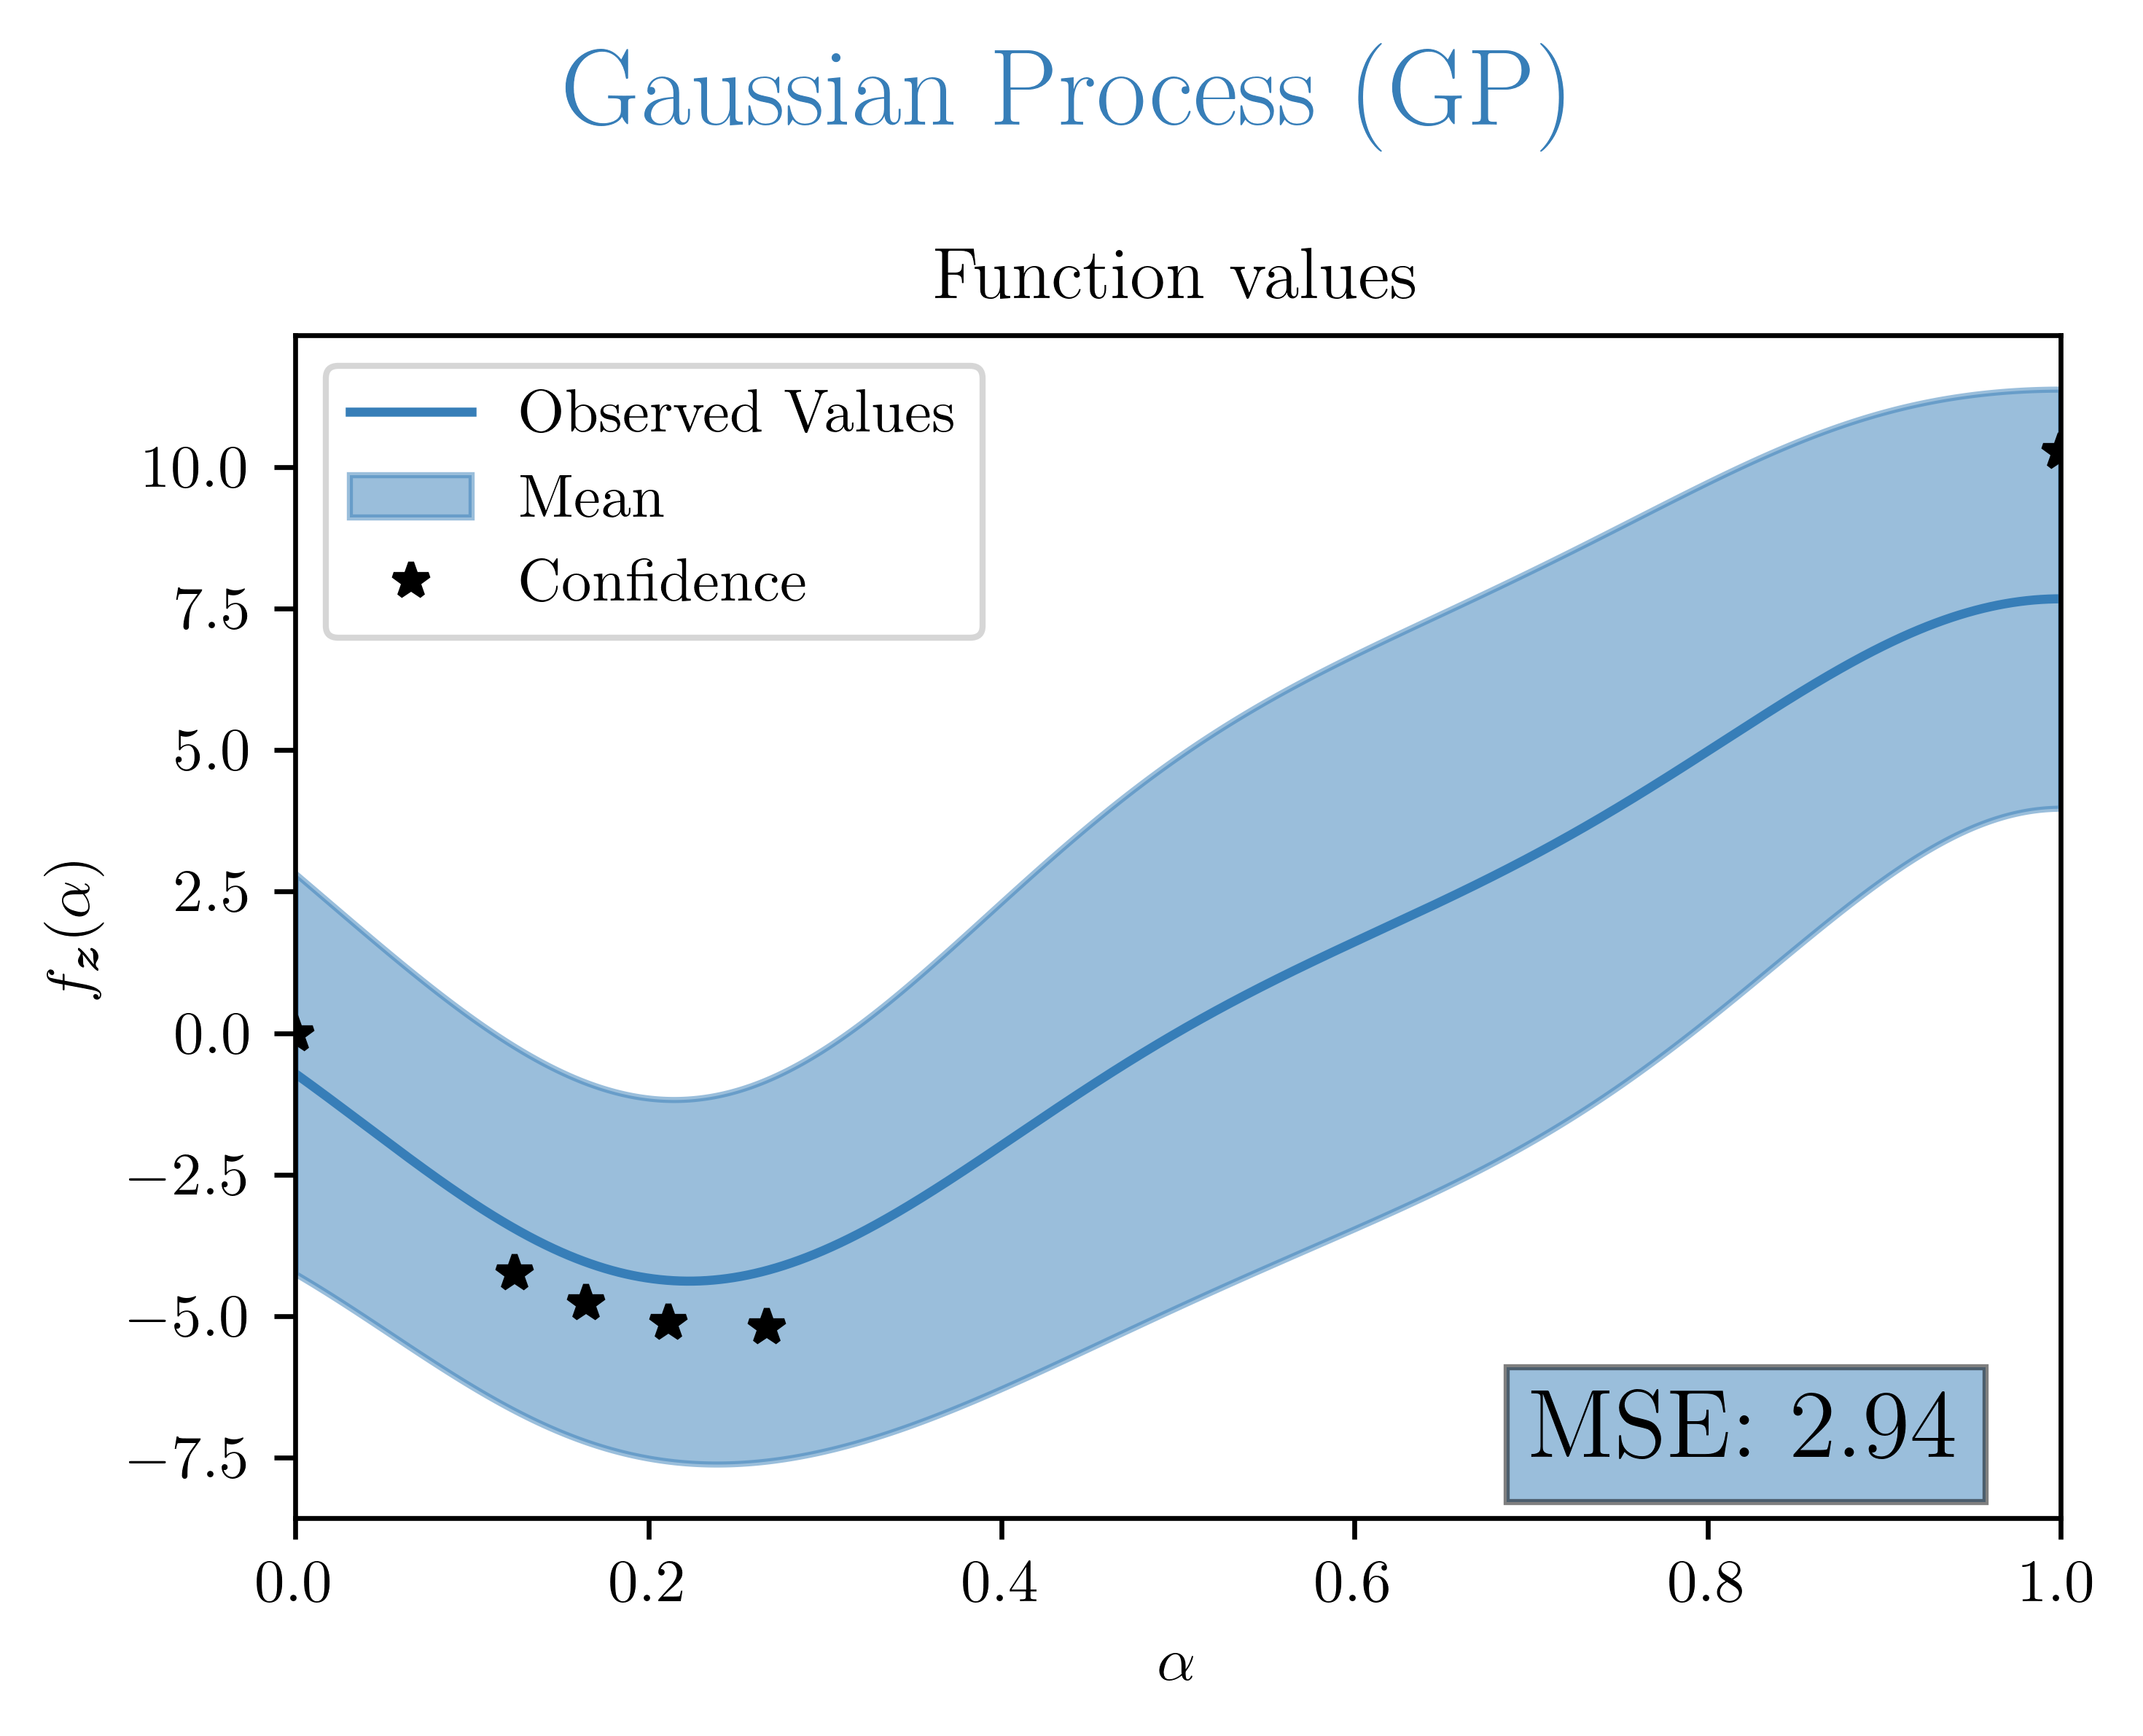 Gaussian Process (GP)
Function values
Observed Values
Mean
Confidence
10.0
7.5
5.0
2.5
0.0
−2.5
−5.0
−7.5
f_z(α)
MSE: 2.94
0.0 0.2 0.4 0.6 0.8 1.0
α